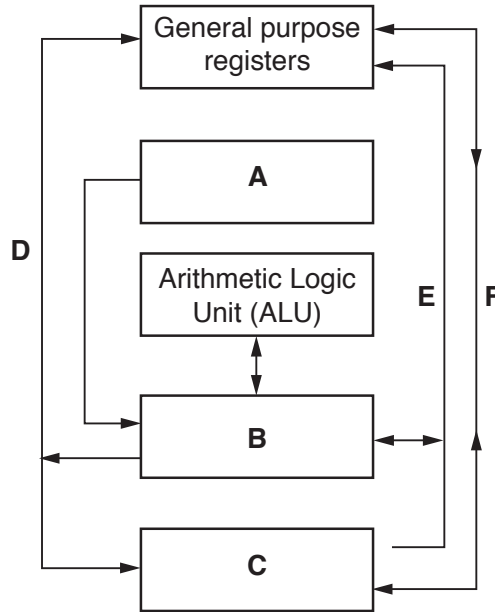 General purpose
registers
A
D
Arithmetic Logic
Unit (ALU)
E
F
B
C